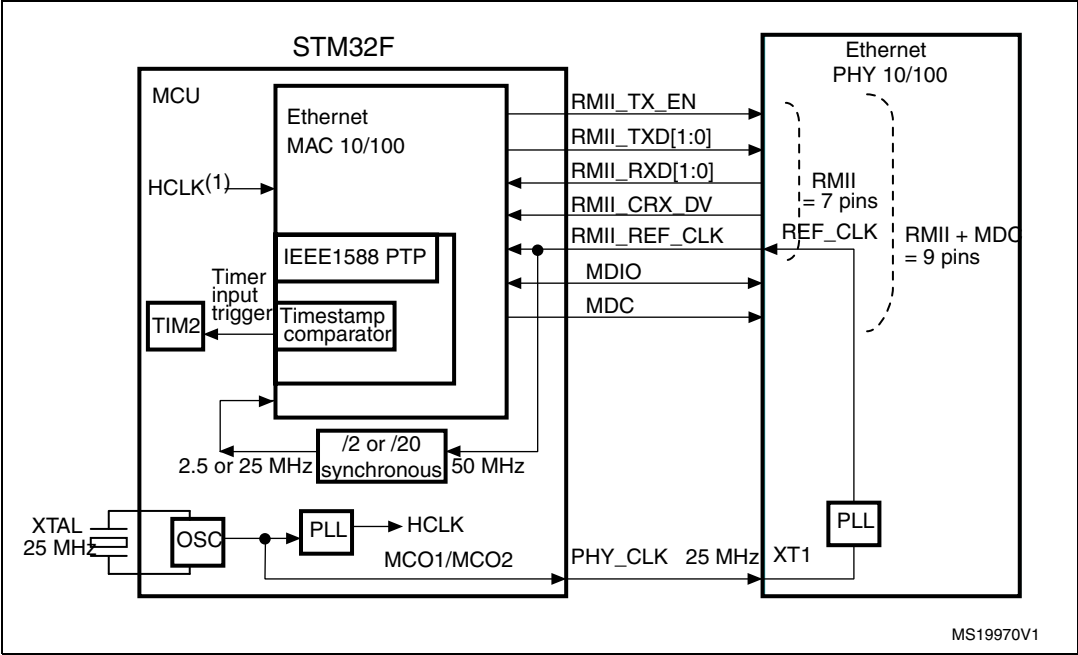 STM32F
Ethernet
PHY 10/100
MCU
Ethernet
MAC 10/100
HCLK(1)
IEEE1588 PTP
Timer
input
trigger
TIM2
Timestamp
comparator
/2 or /20
synchronous
2.5 or 25 MHz
50 MHz
XTAL
25 MHz
OSC
PLL
HCLK
MCO1/MCO2
RMII_TX_EN
RMII_TXD[1:0]
RMII_RXD[1:0]
RMII_CRX_DV
RMII_REF_CLK
MDIO
MDC
PHY_CLK 25 MHz
XT1
REF_CLK
RMII
= 7 pins
RMII + MDC
= 9 pins
PLL
MS19970V1